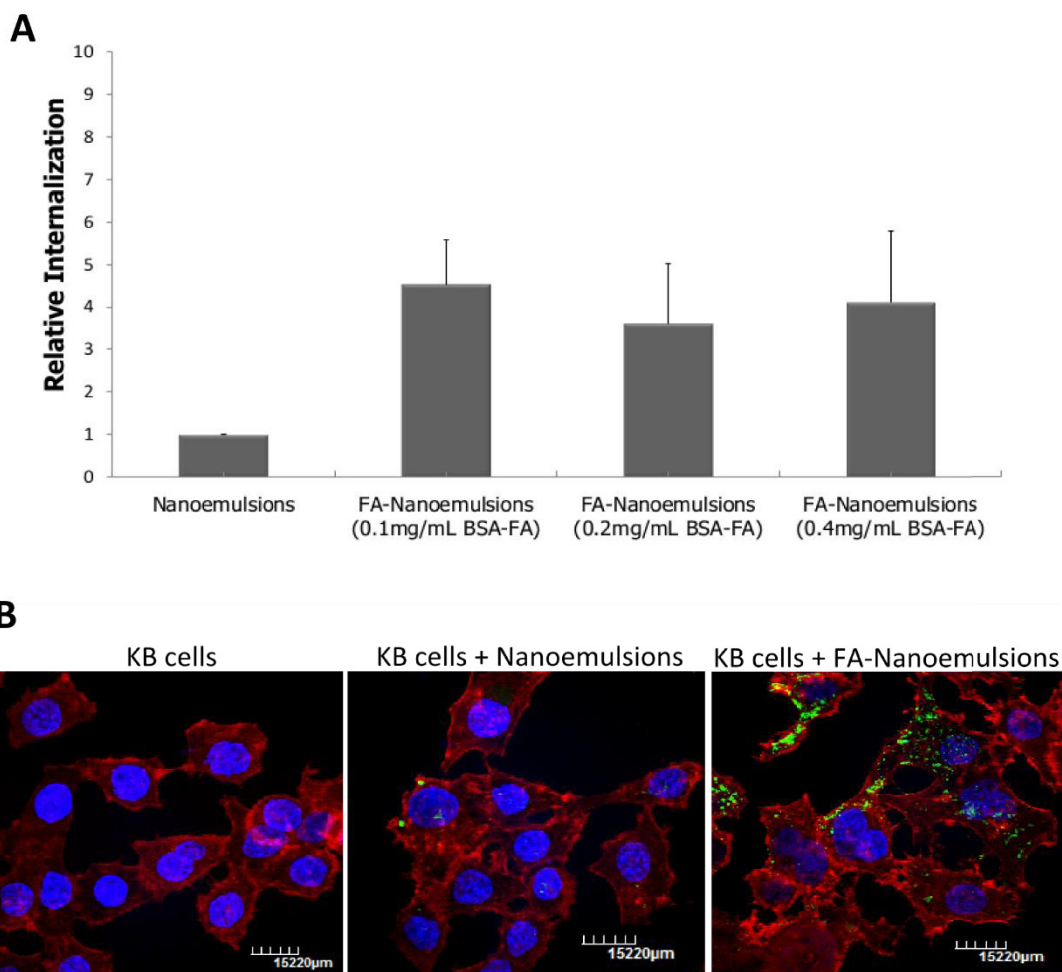 A
Relative Internalization
10
9
8
7
6
5
4
3
2
1
0
Nanoemulsions
FA-Nanoemulsions
(0.1mg/mL BSA-FA)
FA-Nanoemulsions
(0.2mg/mL BSA-FA)
FA-Nanoemulsions
(0.4mg/mL BSA-FA)
B
KB cells
KB cells + Nanoemulsions
KB cells + FA-Nanoemulsions
15220µm
15220µm
15220µm